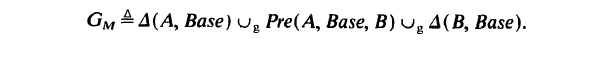 G_M ≜ Δ(A, Base) ∪_g Pre(A, Base, B) ∪_g Δ(B, Base).